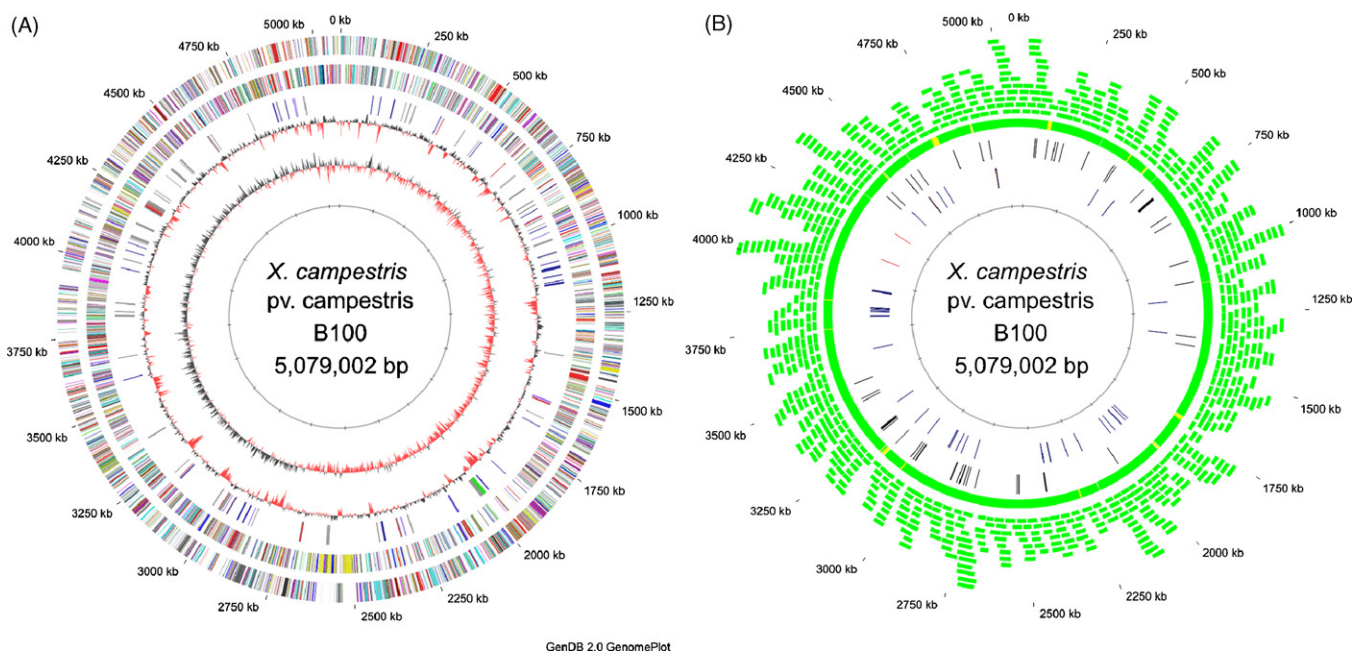 (A)
0 kb
250 kb
500 kb
750 kb
1000 kb
1250 kb
1500 kb
1750 kb
2000 kb
2250 kb
2500 kb
2750 kb
3000 kb
3250 kb
3500 kb
3750 kb
4000 kb
4250 kb
4500 kb
4750 kb
5000 kb
X. campestris
pv. campestris
B100
5,079,002 bp
GenDB 2.0 GenomePlot
(B)
0 kb
250 kb
500 kb
750 kb
1000 kb
1250 kb
1500 kb
1750 kb
2000 kb
2250 kb
2500 kb
2750 kb
3000 kb
3250 kb
3500 kb
3750 kb
4000 kb
4250 kb
4500 kb
4750 kb
5000 kb
X. campestris
pv. campestris
B100
5,079,002 bp